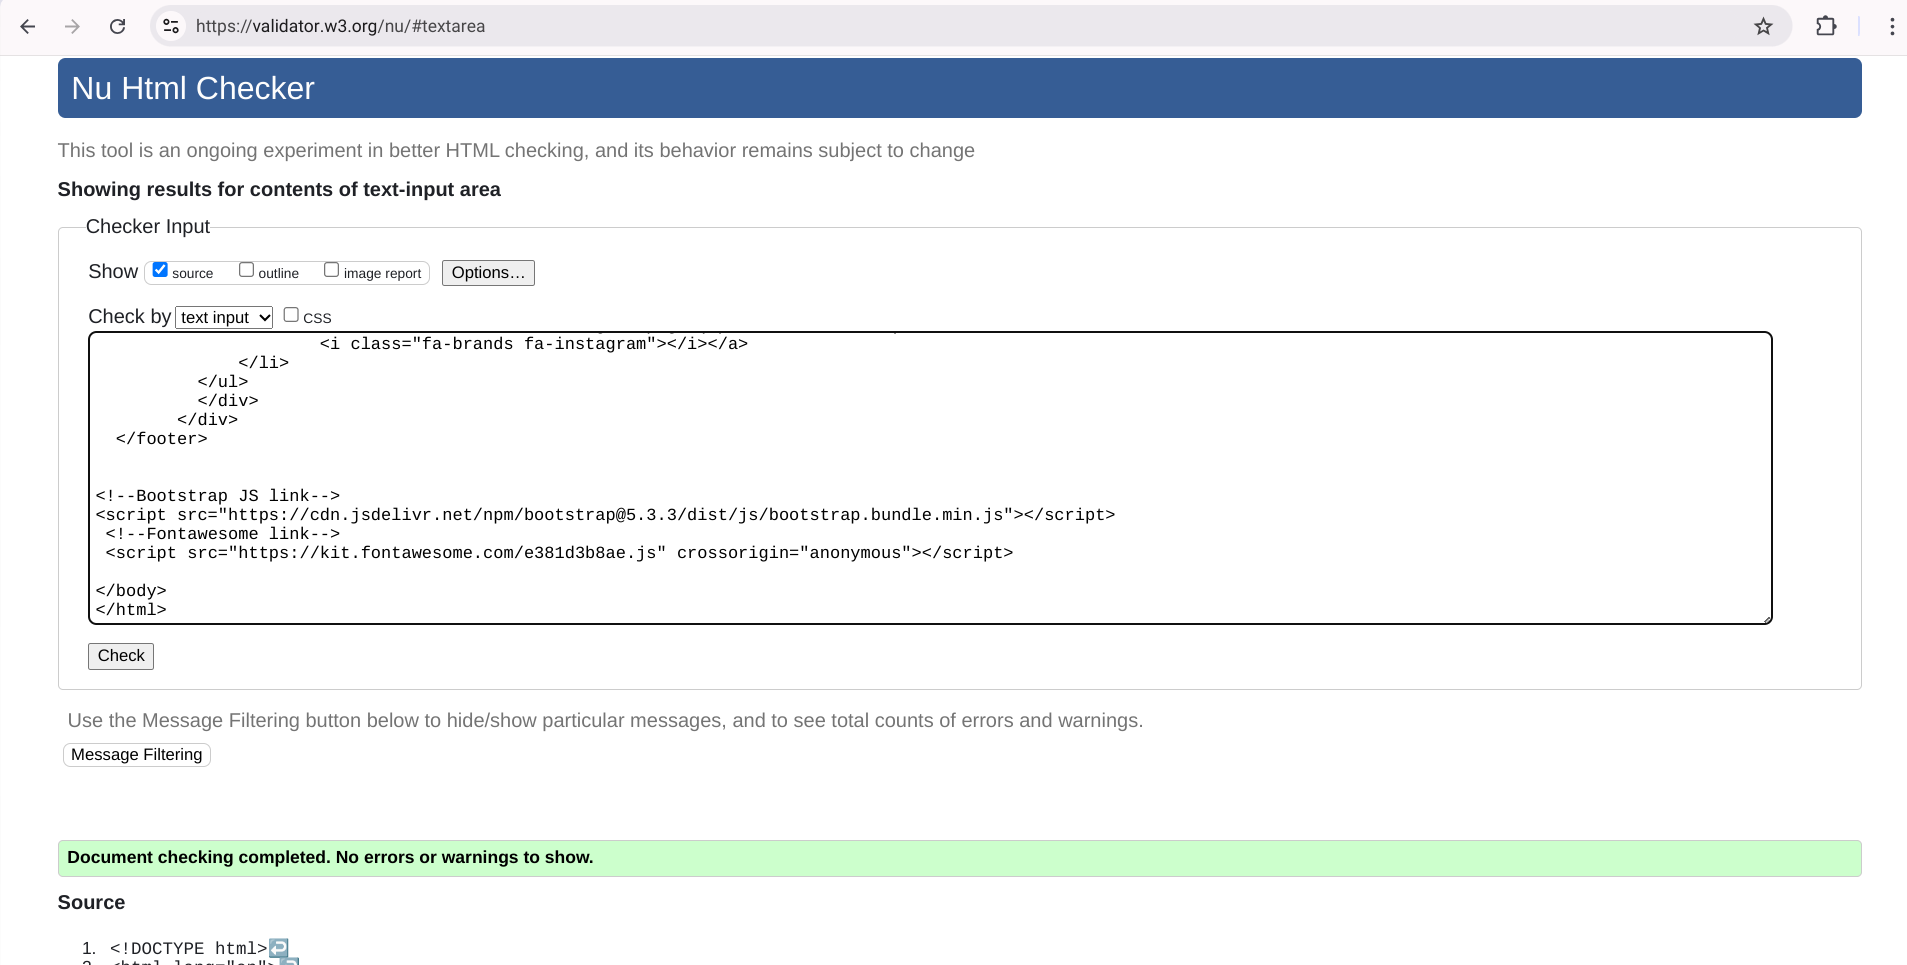 https://validator.w3.org/nu/#textarea
Nu Html Checker
This tool is an ongoing experiment in better HTML checking, and its behavior remains subject to change
Showing results for contents of text-input area
Checker Input
Show source outline image report Options…
Check by text input CSS
<i class="fa-brands fa-instagram"></i></a>
</li>
</ul>
</div>
</div>
</footer>
<!--Bootstrap JS link-->
<script src="https://cdn.jsdelivr.net/npm/bootstrap@5.3.3/dist/js/bootstrap.bundle.min.js"></script>
<!--Fontawesome link-->
<script src="https://kit.fontawesome.com/e381d3b8ae.js" crossorigin="anonymous"></script>
</body>
</html>
Check
Use the Message Filtering button below to hide/show particular messages, and to see total counts of errors and warnings.
Message Filtering
Document checking completed. No errors or warnings to show.
Source
1. <!DOCTYPE html>↩